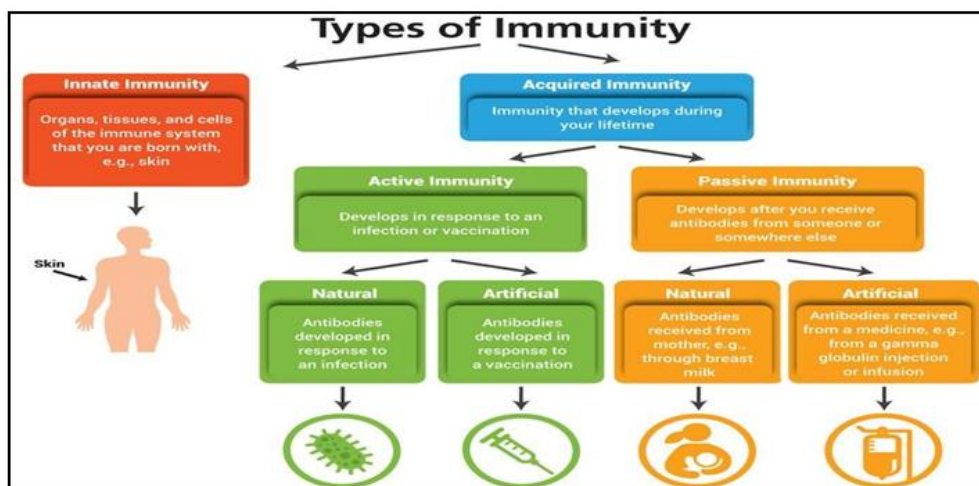 Types of Immunity
Innate Immunity
Organs, tissues, and cells
of the immune system
that you are born with,
e.g., skin
Acquired Immunity
Immunity that develops during
your lifetime
Active Immunity
Develops in response to an
infection or vaccination
Passive Immunity
Develops after you receive
antibodies from someone or
somewhere else
Skin
Natural
Antibodies
developed in
response to
an infection
Artificial
Antibodies
developed in
response to
a vaccination
Natural
Antibodies
received from
mother, e.g.,
through breast
milk
Artificial
Antibodies received
from a medicine, e.g.,
from a gamma
globulin injection
or infusion